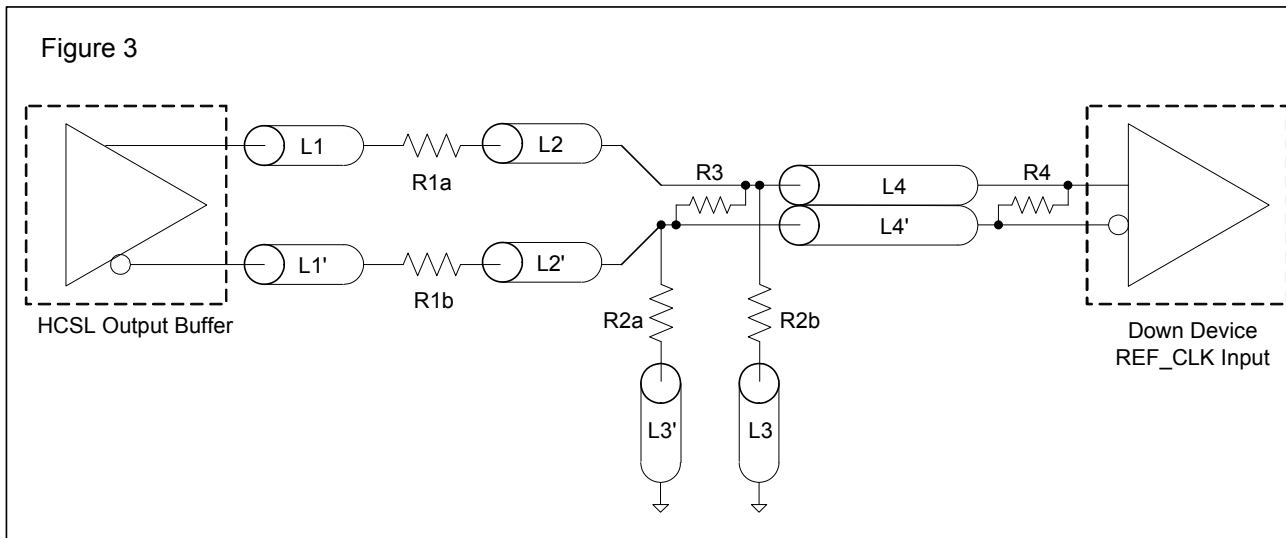 Figure 3
L1
R1a
L2
R3
L4
R4
L4'
L1'
R1b
L2'
HCSL Output Buffer
R2a
R2b
Down Device
REF_CLK Input
L3'
L3